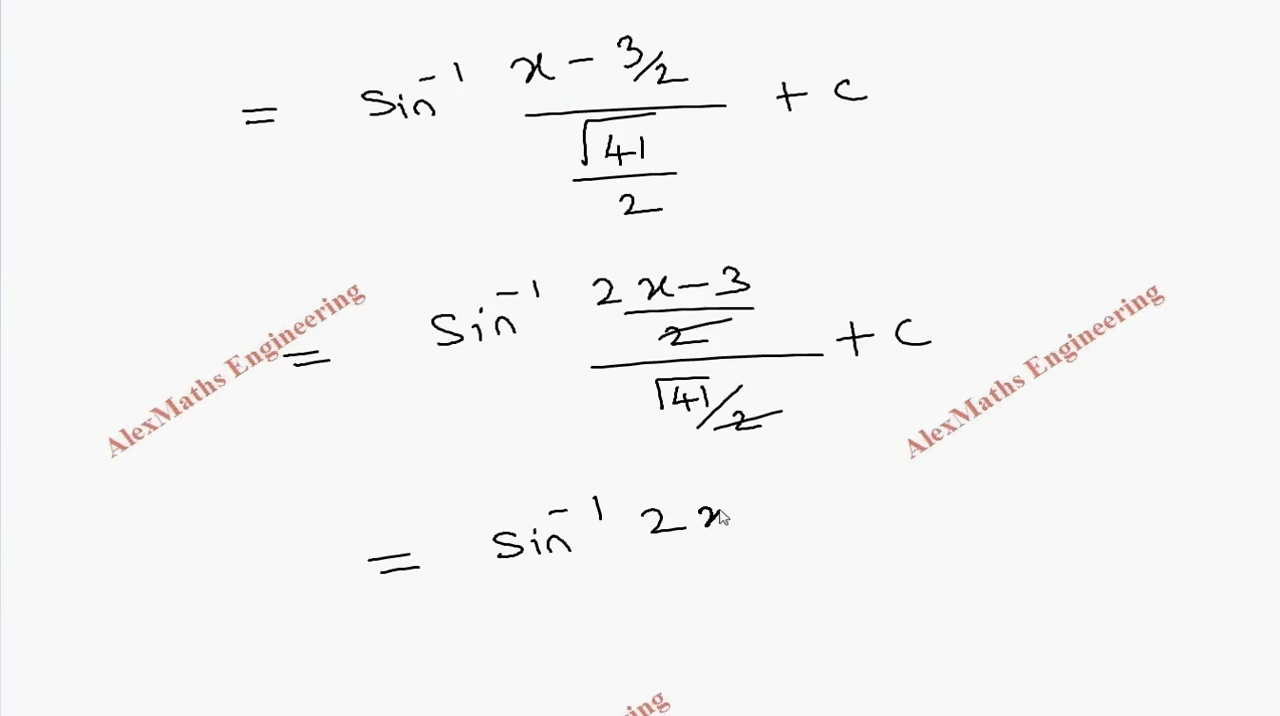 = Sin⁻¹ (x - 3/2) / (√41 / 2) + c
= Sin⁻¹ ((2x - 3) / 2) / (√41 / 2) + c
AlexMaths Engineering
AlexMaths Engineering
= Sin⁻¹ 2x